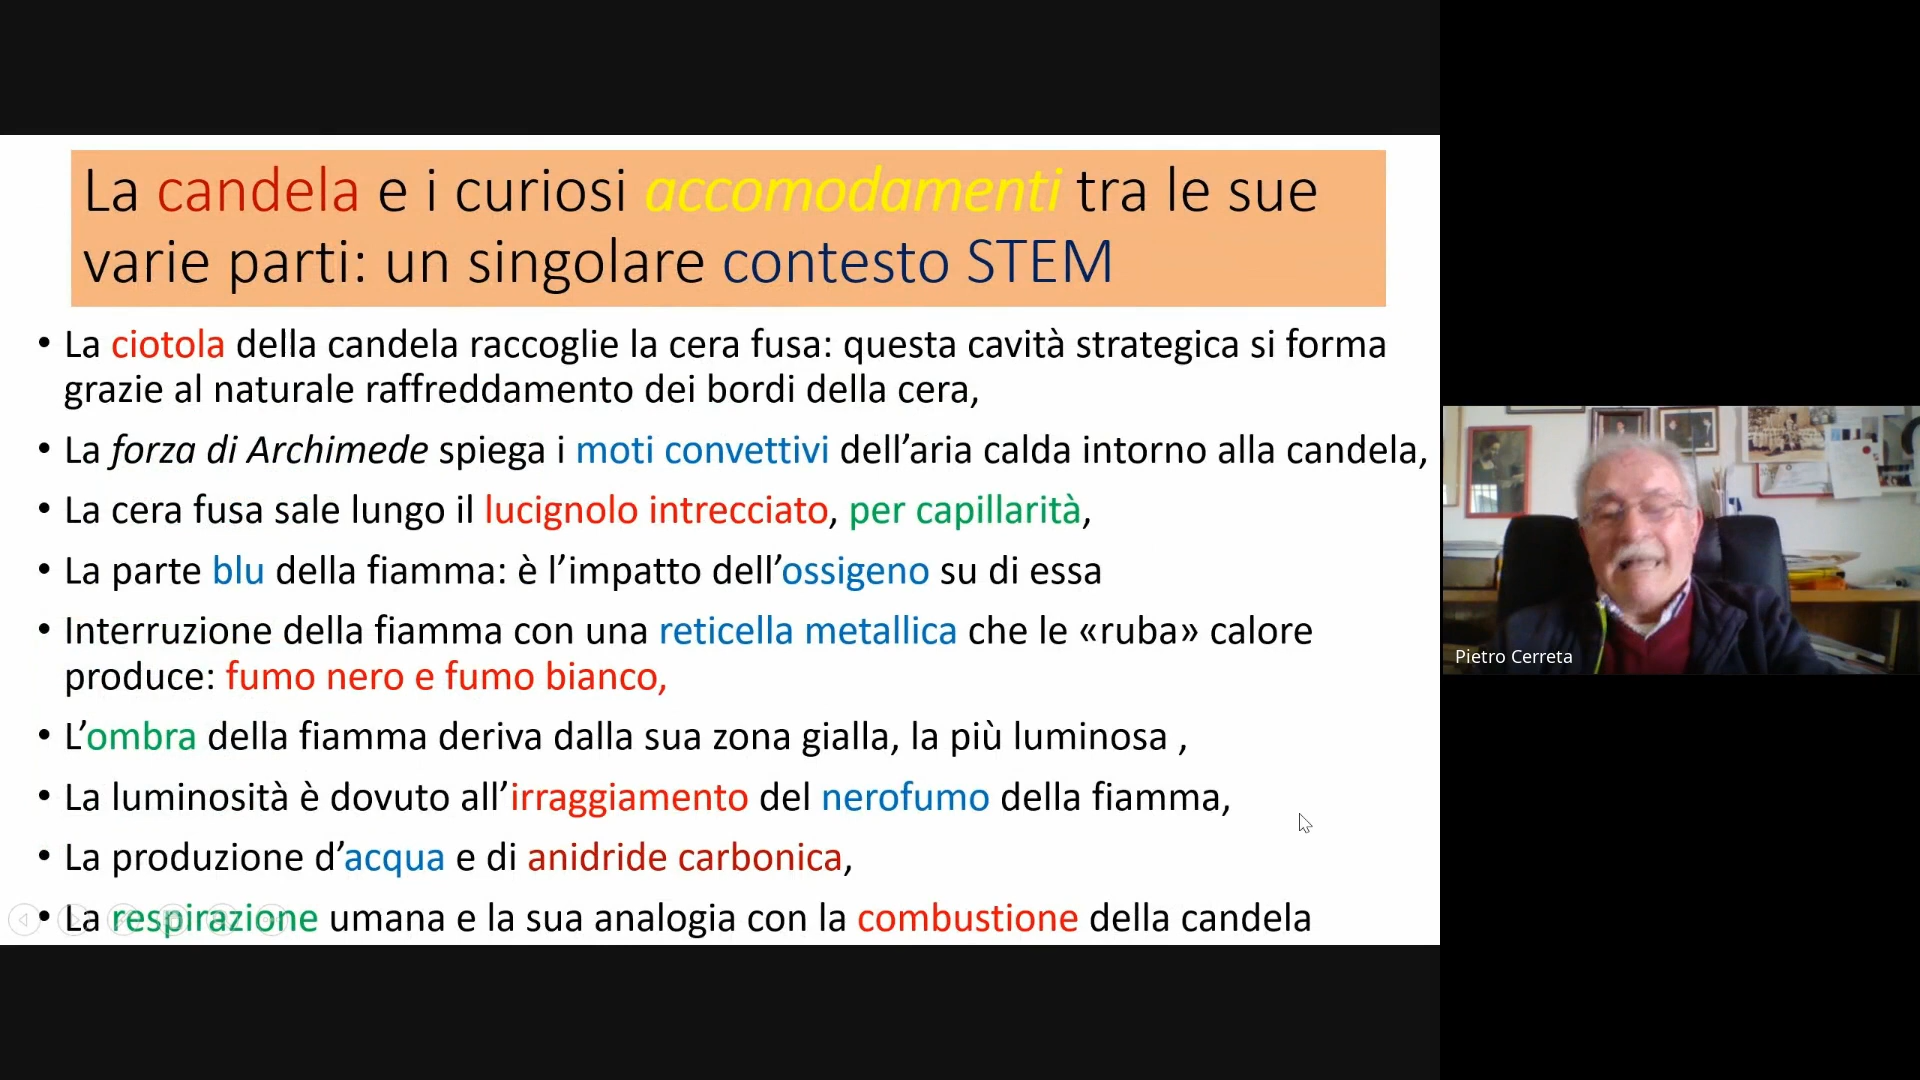 La candela e i curiosi accomodamenti tra le sue
varie parti: un singolare contesto STEM
• La ciotola della candela raccoglie la cera fusa: questa cavità strategica si forma
grazie al naturale raffreddamento dei bordi della cera,
• La forza di Archimede spiega i moti convettivi dell’aria calda intorno alla candela,
• La cera fusa sale lungo il lucignolo intrecciato, per capillarità,
• La parte blu della fiamma: è l’impatto dell’ossigeno su di essa
• Interruzione della fiamma con una reticella metallica che le «ruba» calore
produce: fumo nero e fumo bianco,
• L’ombra della fiamma deriva dalla sua zona gialla, la più luminosa ,
• La luminosità è dovuto all’irraggiamento del nerofumo della fiamma,
• La produzione d’acqua e di anidride carbonica,
• La respirazione umana e la sua analogia con la combustione della candela
Pietro Cerreta